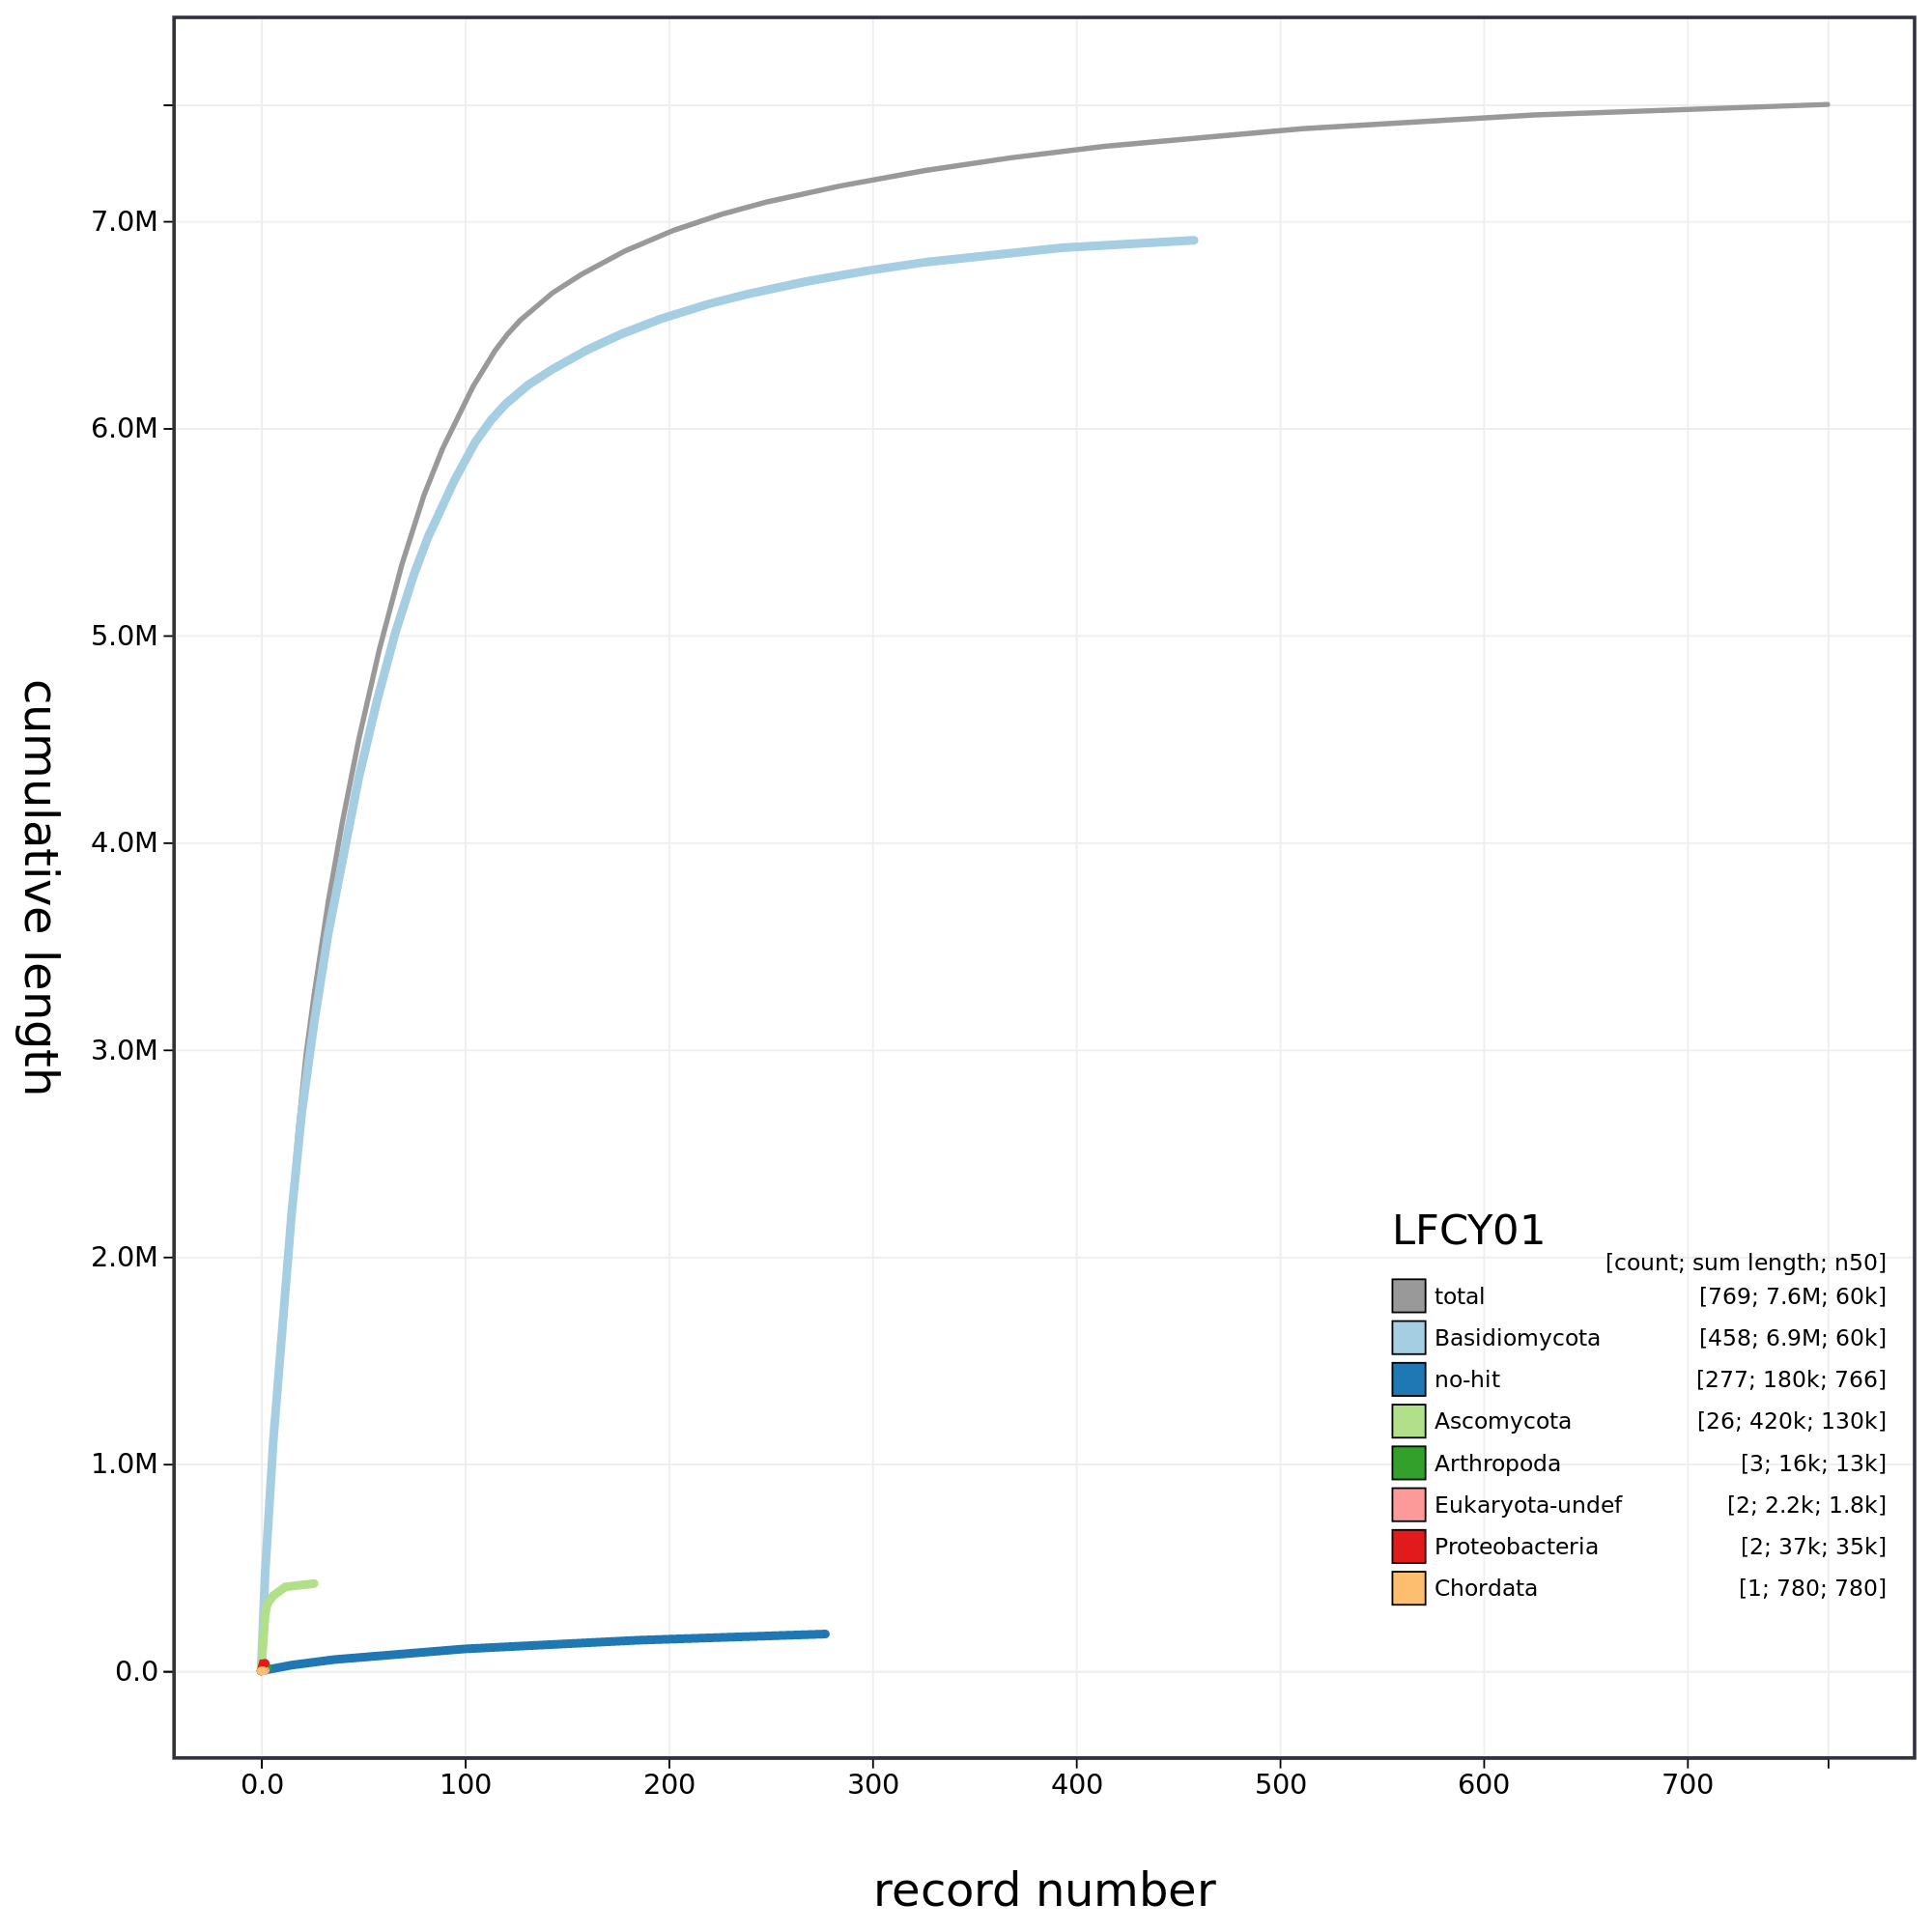 7.0M
6.0M
5.0M
4.0M
3.0M
2.0M
1.0M
0.0
cumulative length
LFCY01
[count; sum length; n50]
total [769; 7.6M; 60k]
Basidiomycota [458; 6.9M; 60k]
no-hit [277; 180k; 766]
Ascomycota [26; 420k; 130k]
Arthropoda [3; 16k; 13k]
Eukaryota-undef [2; 2.2k; 1.8k]
Proteobacteria [2; 37k; 35k]
Chordata [1; 780; 780]
0.0 100 200 300 400 500 600 700
record number